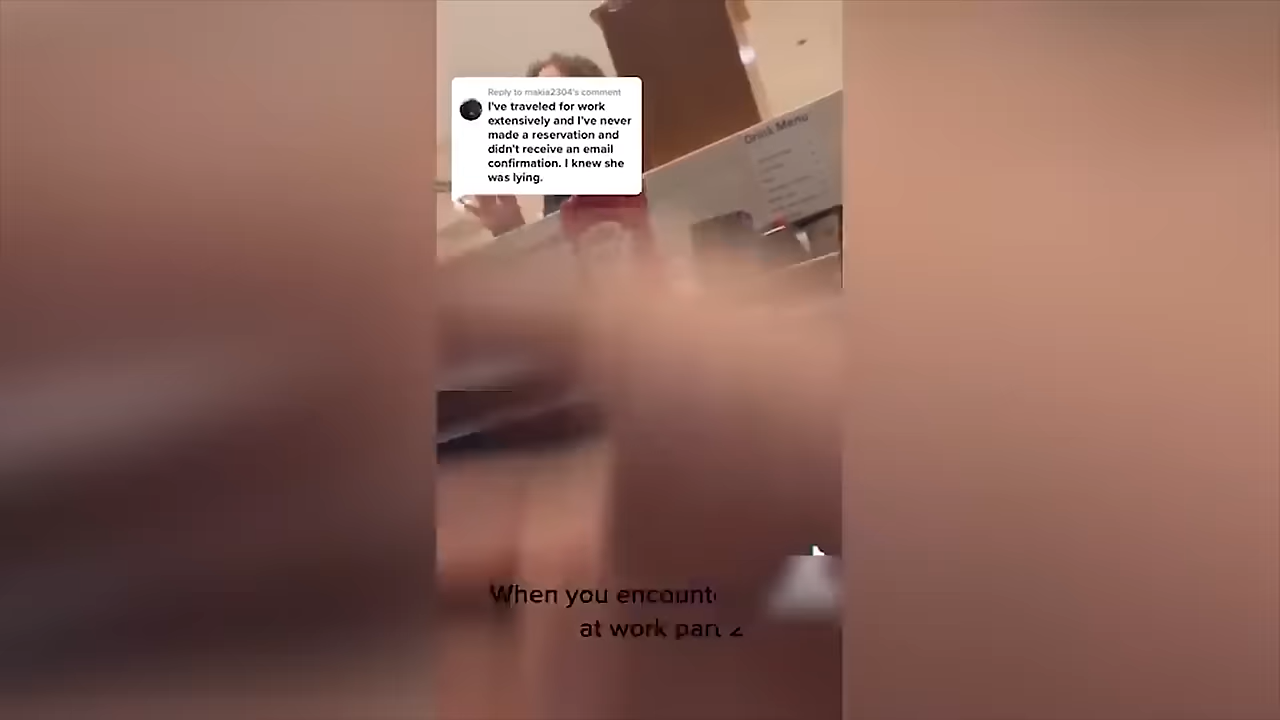 Reply to makia2304's comment
I've traveled for work
extensively and I've never
made a reservation and
didn't receive an email
confirmation. I knew she
was lying.
Drink Menu
When you encount
at work part 2